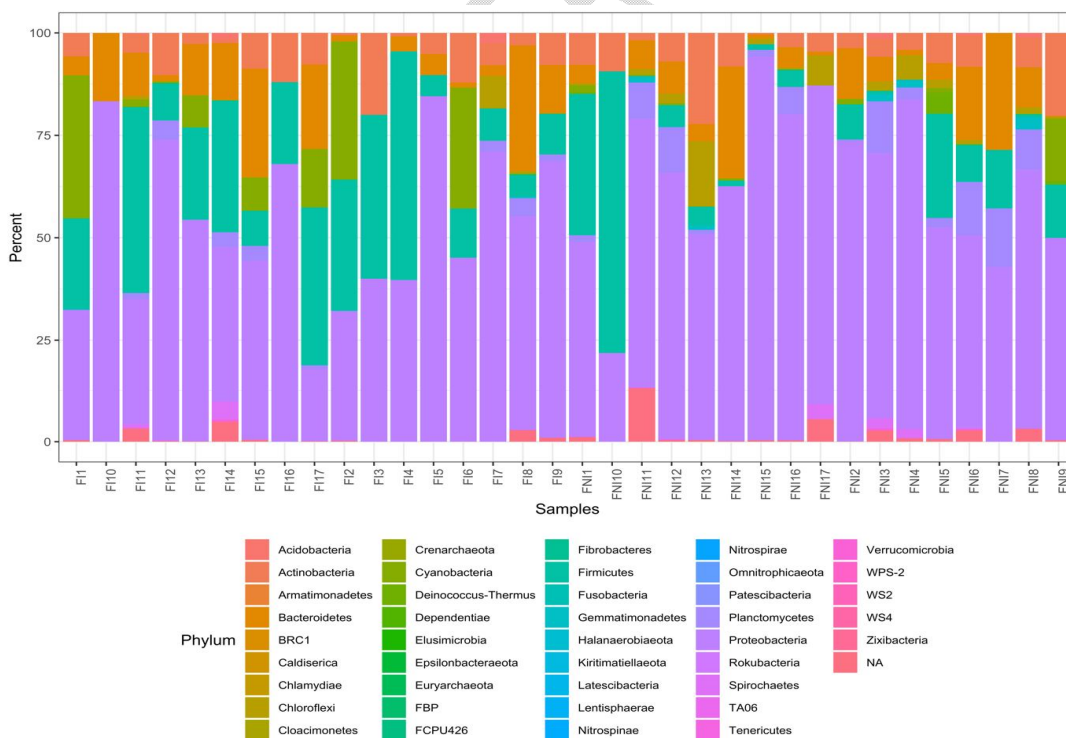 100
75
50
25
0
Percent
FI1 FI10 FI11 FI12 FI13 FI14 FI15 FI16 FI17 FI2 FI3 FI4 FI5 FI6 FI7 FI8 FI9 FNI1 FNI10 FNI11 FNI12 FNI13 FNI14 FNI15 FNI16 FNI17 FNI2 FNI3 FNI4 FNI5 FNI6 FNI7 FNI8 FNI9
Samples
Phylum
Acidobacteria
Actinobacteria
Armatimonadetes
Bacteroidetes
BRC1
Caldiserica
Chlamydiae
Chloroflexi
Cloacimonetes
Crenarchaeota
Cyanobacteria
Deinococcus-Thermus
Dependentiae
Elusimicrobia
Epsilonbacteraeota
Euryarchaeota
FBP
FCPU426
Fibrobacteres
Firmicutes
Fusobacteria
Gemmatimonadetes
Halanaerobiaeota
Kiritimatiellaeota
Latescibacteria
Lentisphaerae
Nitrospinae
Nitrospirae
Omnitrophicaeota
Patescibacteria
Planctomycetes
Proteobacteria
Rokubacteria
Spirochaetes
TA06
Tenericutes
Verrucomicrobia
WPS-2
WS2
WS4
Zixibacteria
NA